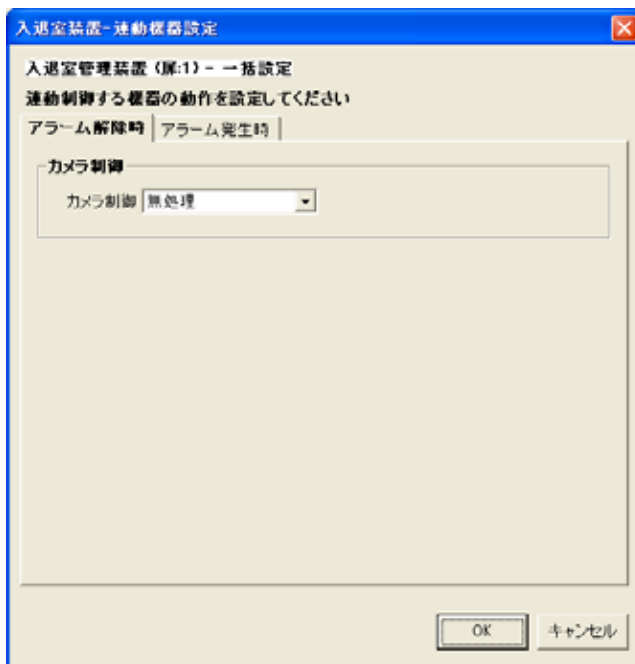 入退室装置-連動機器設定
入退室管理装置 (扉:1) - 一括設定
連動制御する機器の動作を設定してください
アラーム解除時 アラーム発生時
カメラ制御
カメラ制御 無処理
OK キャンセル